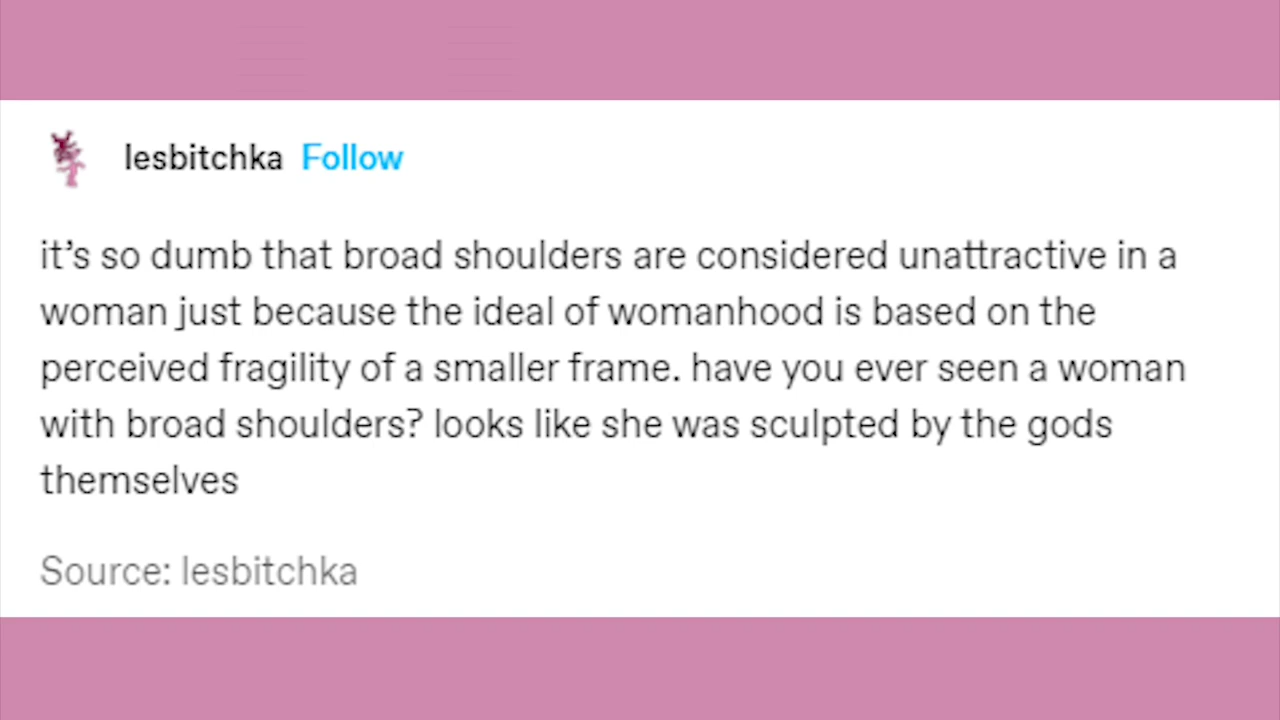 lesbitchka Follow
it’s so dumb that broad shoulders are considered unattractive in a
woman just because the ideal of womanhood is based on the
perceived fragility of a smaller frame. have you ever seen a woman
with broad shoulders? looks like she was sculpted by the gods
themselves
Source: lesbitchka